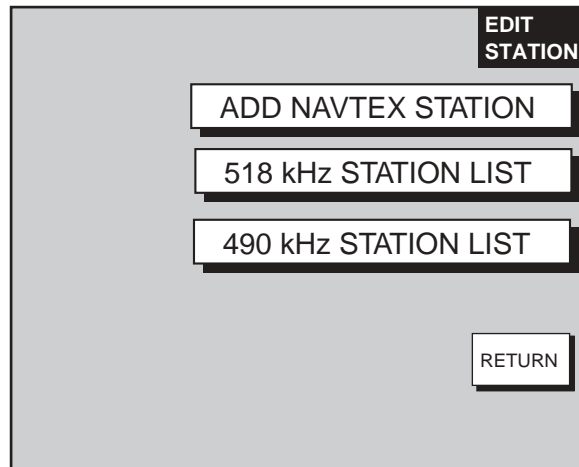 EDIT
STATION
ADD NAVTEX STATION
518 kHz STATION LIST
490 kHz STATION LIST
RETURN